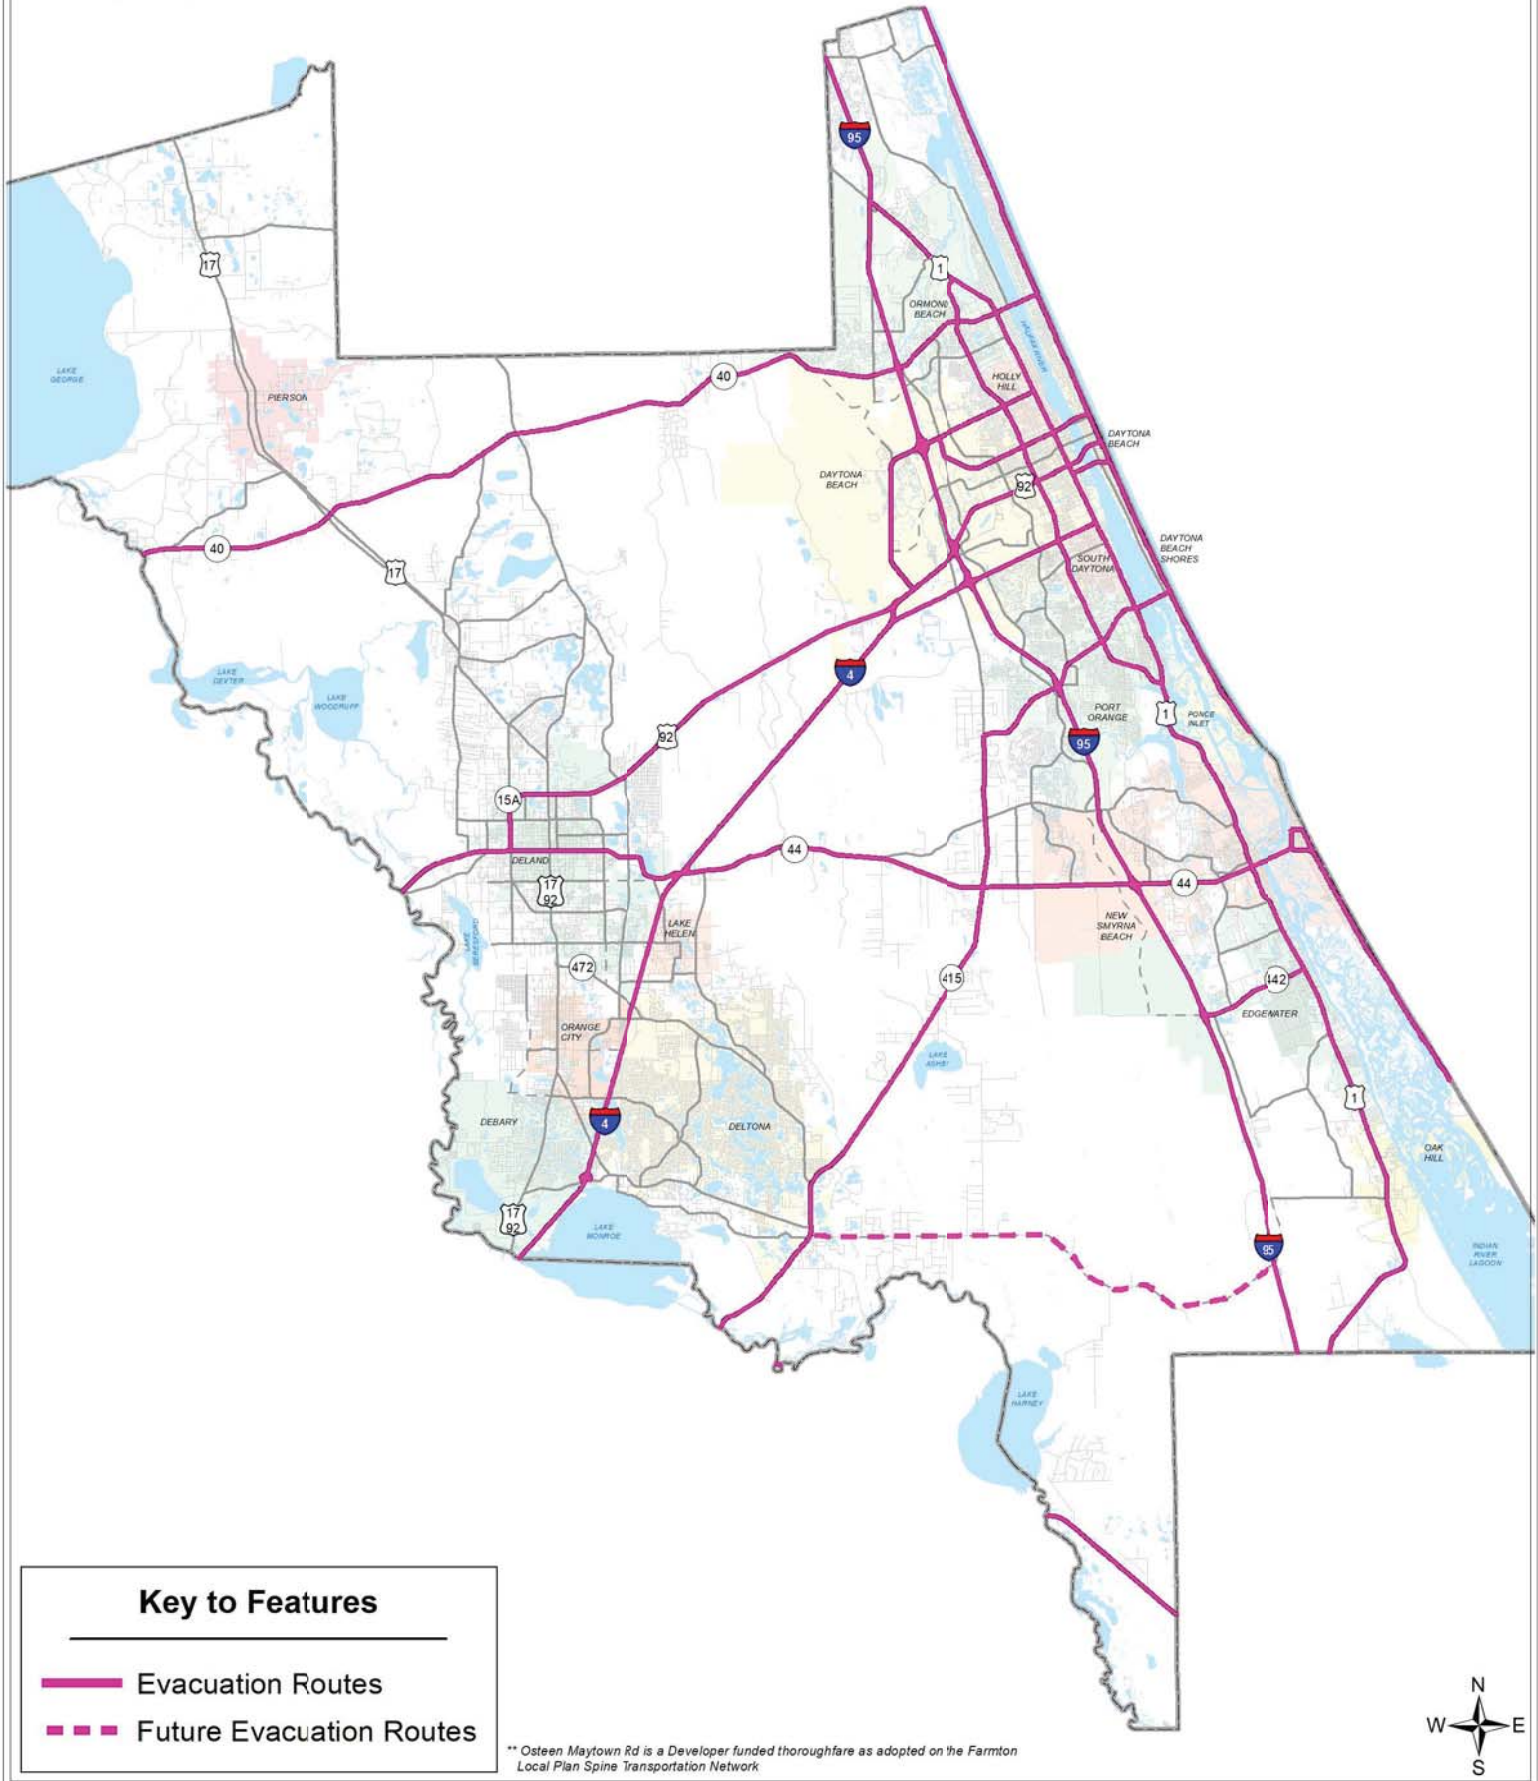 95
17
1
ORMOND
BEACH
HALIFAX RIVER
LAKE
GEORGE
PIERSON
40
HOLLY
HILL
DAYTONA
BEACH
DAYTONA
BEACH
92
40
17
SOUTH
DAYTONA
DAYTONA
BEACH
SHORES
LAKE
DEXTER
LAKE
WOODRUFF
4
92
PORT
ORANGE
1
PONCE
INLET
95
15A
DELAND
44
44
17
92
LAKE
HELEN
NEW
SMYRNA
BEACH
LAKE
BERESFORD
472
415
442
EDGEWATER
ORANGE
CITY
LAKE
ASHBY
1
DEBARY
4
DELTONA
OAK
HILL
17
92
LAKE
MONROE
95
INDIAN
RIVER
LAGOON
LAKE
HARNEY
Key to Features
Evacuation Routes
Future Evacuation Routes
** Osteen Maytown Rd is a Developer funded thoroughfare as adopted on the Farmton
Local Plan Spine Transportation Network
N
W E
S